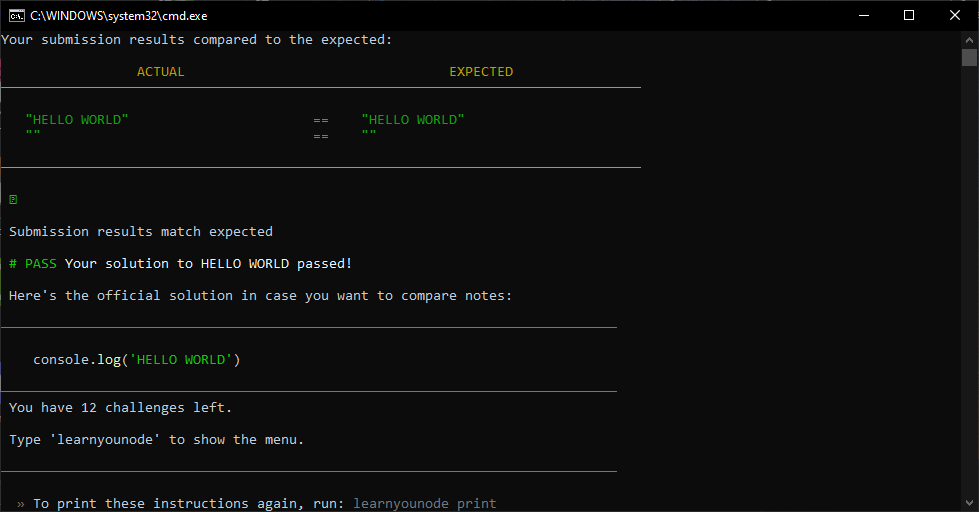 C:\WINDOWS\system32\cmd.exe
Your submission results compared to the expected:
ACTUAL EXPECTED
"HELLO WORLD" == "HELLO WORLD"
"" == ""
Submission results match expected
# PASS Your solution to HELLO WORLD passed!
Here's the official solution in case you want to compare notes:
console.log('HELLO WORLD')
You have 12 challenges left.
Type 'learnyounode' to show the menu.
» To print these instructions again, run: learnyounode print